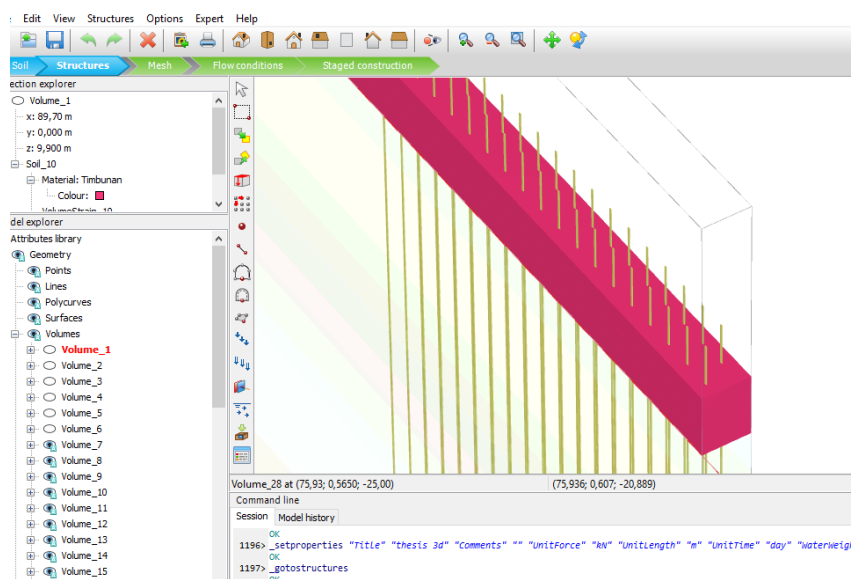 Edit View Structures Options Expert Help
Soil Structures Mesh Flow conditions Staged construction
ection explorer
Volume_1
x: 89,70 m
y: 0,000 m
z: 9,900 m
Soil_10
Material: Timbunan
Colour:
VolumeStrain_10
del explorer
Attributes library
Geometry
Points
Lines
Polycurves
Surfaces
Volumes
Volume_1
Volume_2
Volume_3
Volume_4
Volume_5
Volume_6
Volume_7
Volume_8
Volume_9
Volume_10
Volume_11
Volume_12
Volume_13
Volume_14
Volume_15
Volume_28 at (75,93; 0,5650; -25,00) (75,936; 0,607; -20,889)
Command line
Session Model history
OK
1196> _setproperties "Title" "thesis 3d" "Comments" "" "UnitForce" "kN" "UnitLength" "m" "UnitTime" "day" "WaterWeigh
OK
1197> _gotostructures
OK